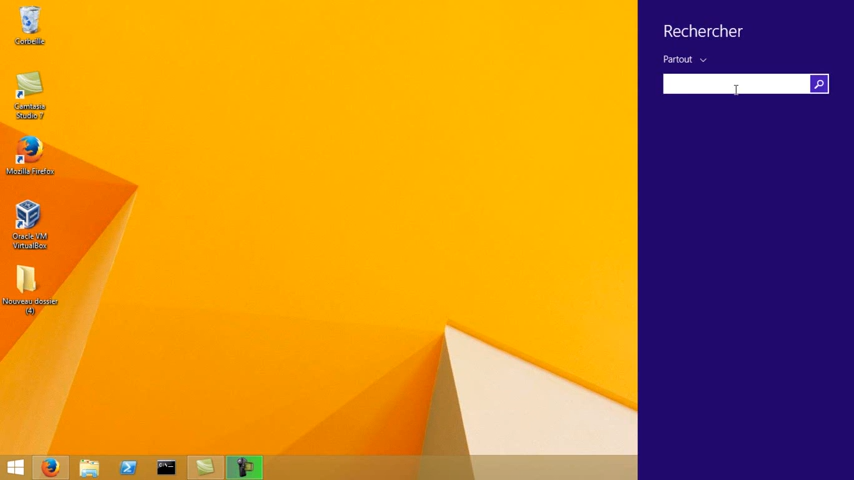 Rechercher
Partout
Corbeille
Camtasia
Studio 7
Mozilla Firefox
Oracle VM
VirtualBox
Nouveau dossier
(4)